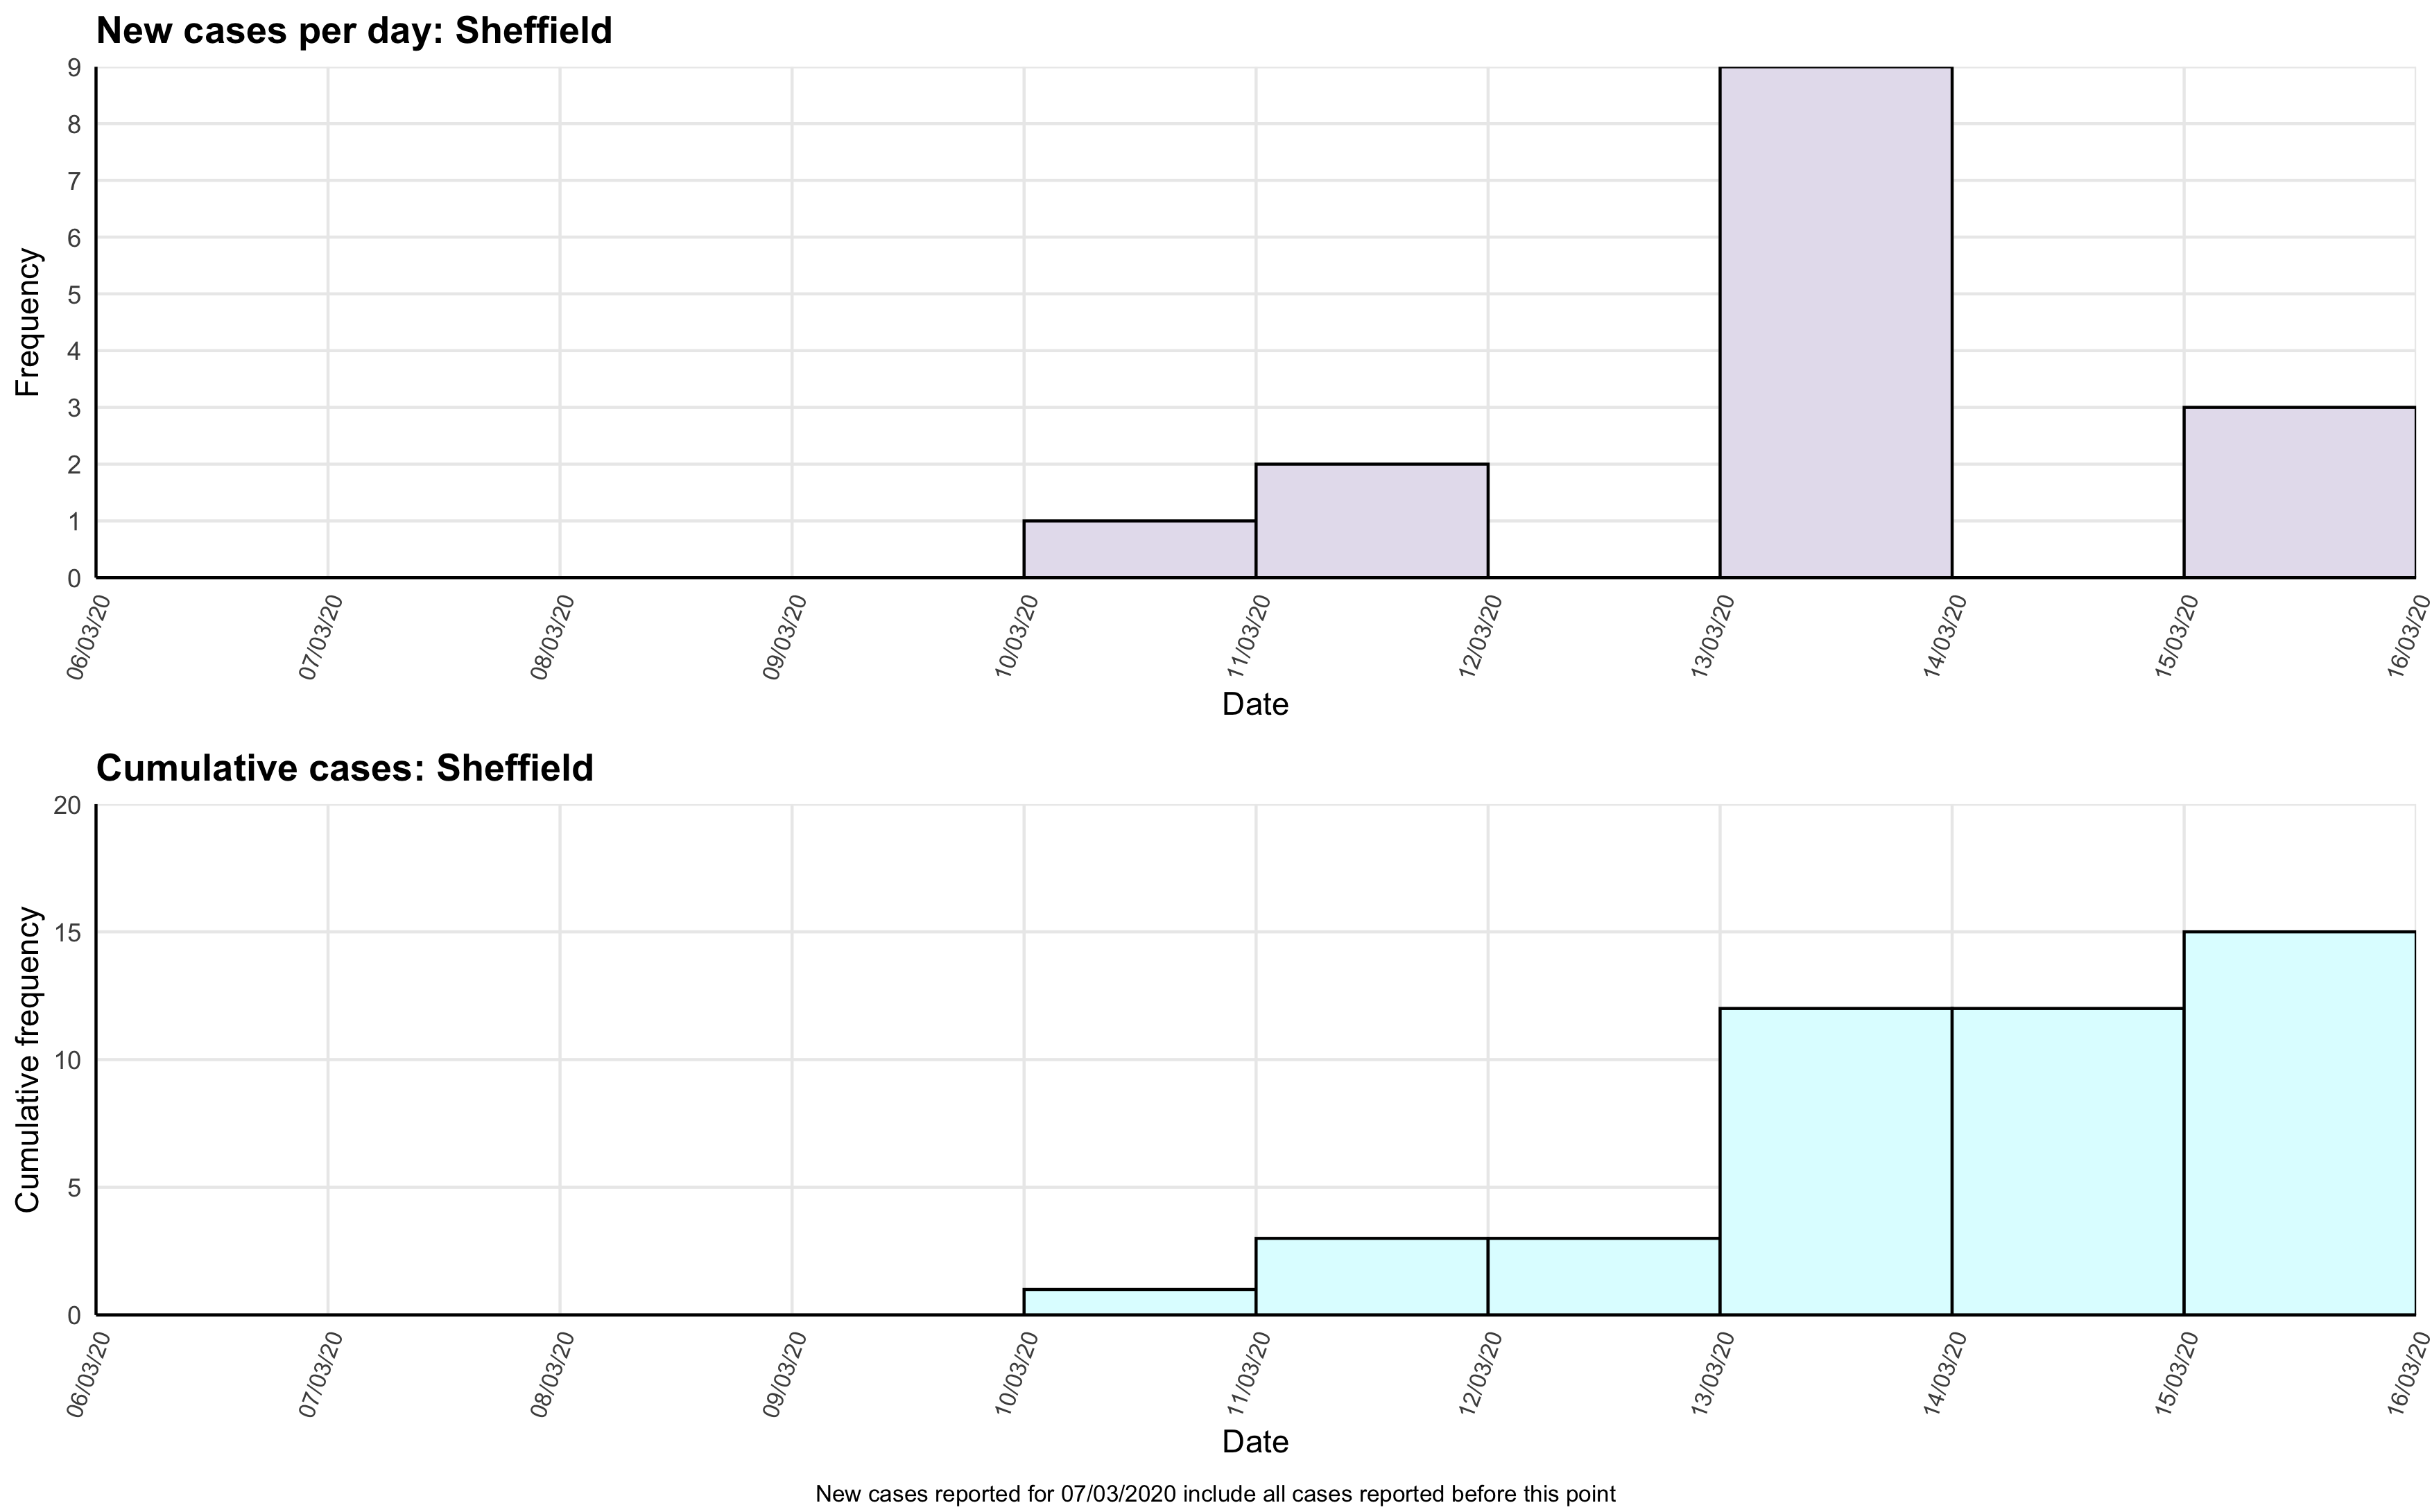 New cases per day: Sheffield
9
8
7
6
5
4
3
2
1
0
Frequency
06/03/20 07/03/20 08/03/20 09/03/20 10/03/20 11/03/20 12/03/20 13/03/20 14/03/20 15/03/20 16/03/20
Date
Cumulative cases: Sheffield
20
15
10
5
0
Cumulative frequency
06/03/20 07/03/20 08/03/20 09/03/20 10/03/20 11/03/20 12/03/20 13/03/20 14/03/20 15/03/20 16/03/20
Date
New cases reported for 07/03/2020 include all cases reported before this point